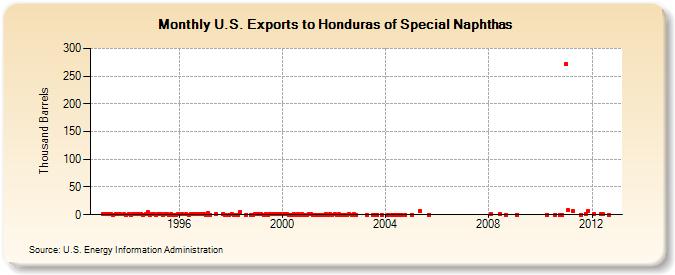 Monthly U.S. Exports to Honduras of Special Naphthas
Thousand Barrels
300
250
200
150
100
50
0
1996 2000 2004 2008 2012
Source: U.S. Energy Information Administration